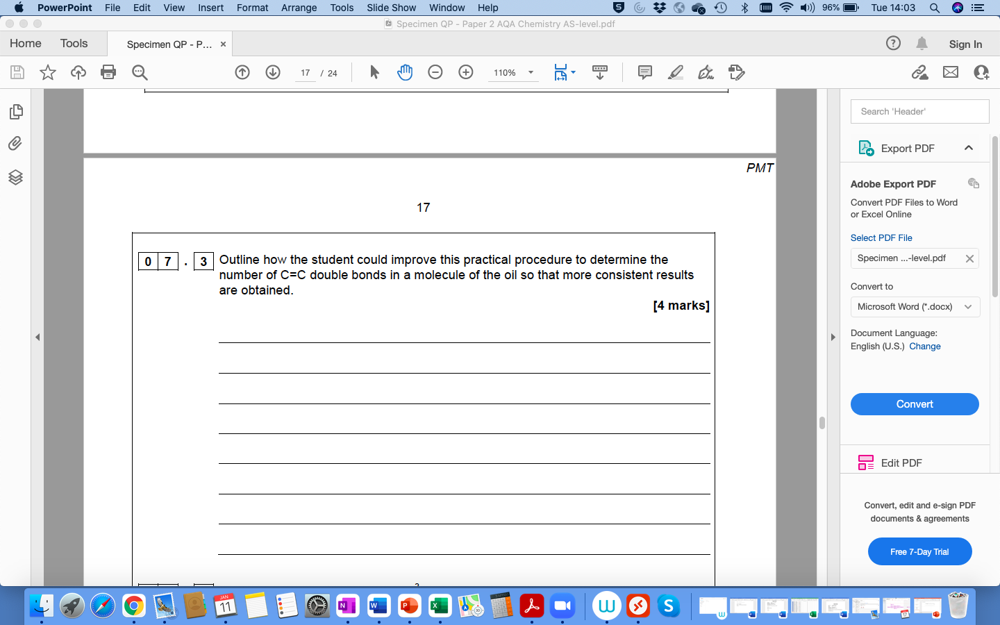 PowerPoint File Edit View Insert Format Arrange Tools Slide Show Window Help 96% Tue 14:03
Specimen QP - Paper 2 AQA Chemistry AS-level.pdf
Home Tools Specimen QP - P... × Sign In
17 / 24 110%
Search 'Header'
Export PDF
Adobe Export PDF
Convert PDF Files to Word
or Excel Online
Select PDF File
Specimen ...-level.pdf
Convert to
Microsoft Word (*.docx)
Document Language:
English (U.S.) Change
Convert
Edit PDF
Convert, edit and e-sign PDF
documents & agreements
Free 7-Day Trial
PMT
17
0 7 . 3 Outline how the student could improve this practical procedure to determine the
number of C=C double bonds in a molecule of the oil so that more consistent results
are obtained.
[4 marks]
JAN
11